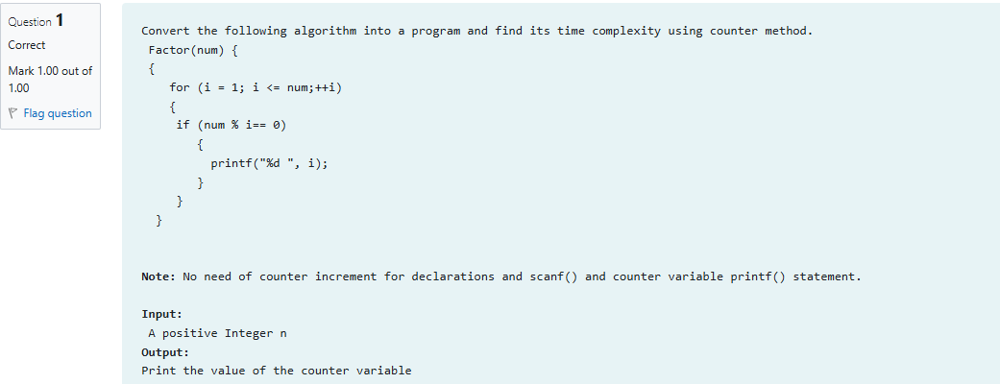 Question 1
Correct
Mark 1.00 out of
1.00
Flag question
Convert the following algorithm into a program and find its time complexity using counter method.
Factor(num) {
{
for (i = 1; i <= num;++i)
{
if (num % i== 0)
{
printf("%d ", i);
}
}
}
Note: No need of counter increment for declarations and scanf() and counter variable printf() statement.
Input:
A positive Integer n
Output:
Print the value of the counter variable